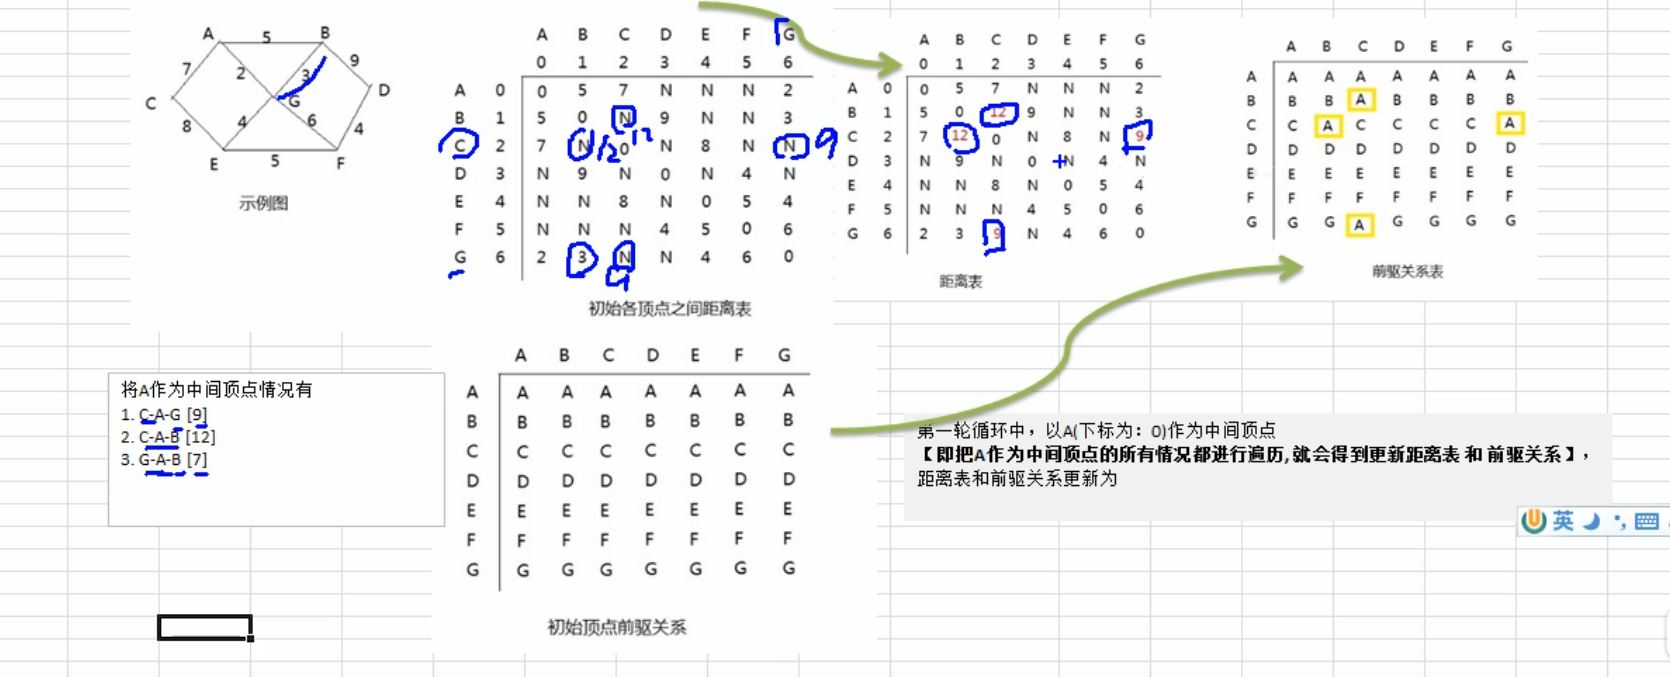 A 5 B
7 2 3 9
C G D
8 4 6 4
E 5 F
示例图
A B C D E F G
0 1 2 3 4 5 6
A 0 0 5 7 N N N 2
B 1 5 0 N 9 N N 3
12
C 2 7 N 0 N 8 N N 9
12
D 3 N 9 N 0 N 4 N
E 4 N N 8 N 0 5 4
F 5 N N N 4 5 0 6
G 6 2 3 N N 4 6 0
9
初始各顶点之间距离表
A B C D E F G
0 1 2 3 4 5 6
A 0 0 5 7 N N N 2
B 1 5 0 12 9 N N 3
C 2 7 12 0 N 8 N 9
D 3 N 9 N 0 N 4 N
E 4 N N 8 N 0 5 4
F 5 N N N 4 5 0 6
G 6 2 3 9 N 4 6 0
距离表
A B C D E F G
A A A A A A A A
B B B A B B B B
C C A C C C C A
D D D D D D D D
E E E E E E E E
F F F F F F F F
G G G A G G G G
前驱关系表
将A作为中间顶点情况有
1. C-A-G [9]
2. C-A-B [12]
3. G-A-B [7]
A B C D E F G
A A A A A A A A
B B B B B B B B
C C C C C C C C
D D D D D D D D
E E E E E E E E
F F F F F F F F
G G G G G G G G
初始顶点前驱关系
第一轮循环中，以A(下标为：0)作为中间顶点
【即把A作为中间顶点的所有情况都进行遍历,就会得到更新距离表 和 前驱关系】，
距离表和前驱关系更新为
英